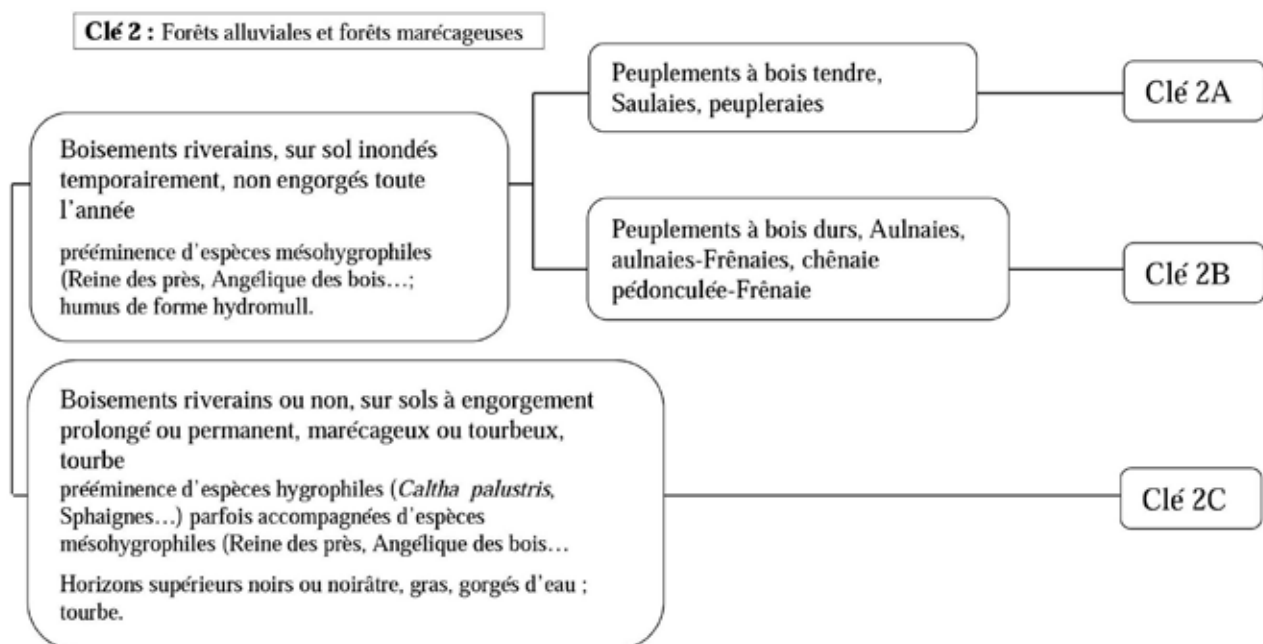 Clé 2 : Forêts alluviales et forêts marécageuses
Peuplements à bois tendre,
Saulaies, peupleraies
Clé 2A
Boisements riverains, sur sol inondés
temporairement, non engorgés toute
l'année
prééminence d'espèces mésohygrophiles
(Reine des près, Angélique des bois…;
humus de forme hydromull.
Peuplements à bois durs, Aulnaies,
aulnaies-Frênaies, chênaie
pédonculée-Frênaie
Clé 2B
Boisements riverains ou non, sur sols à engorgement
prolongé ou permanent, marécageux ou tourbeux,
tourbe
prééminence d'espèces hygrophiles (Caltha palustris,
Sphaignes…) parfois accompagnées d'espèces
mésohygrophiles (Reine des près, Angélique des bois…
Horizons supérieurs noirs ou noirâtre, gras, gorgés d'eau ;
tourbe.
Clé 2C